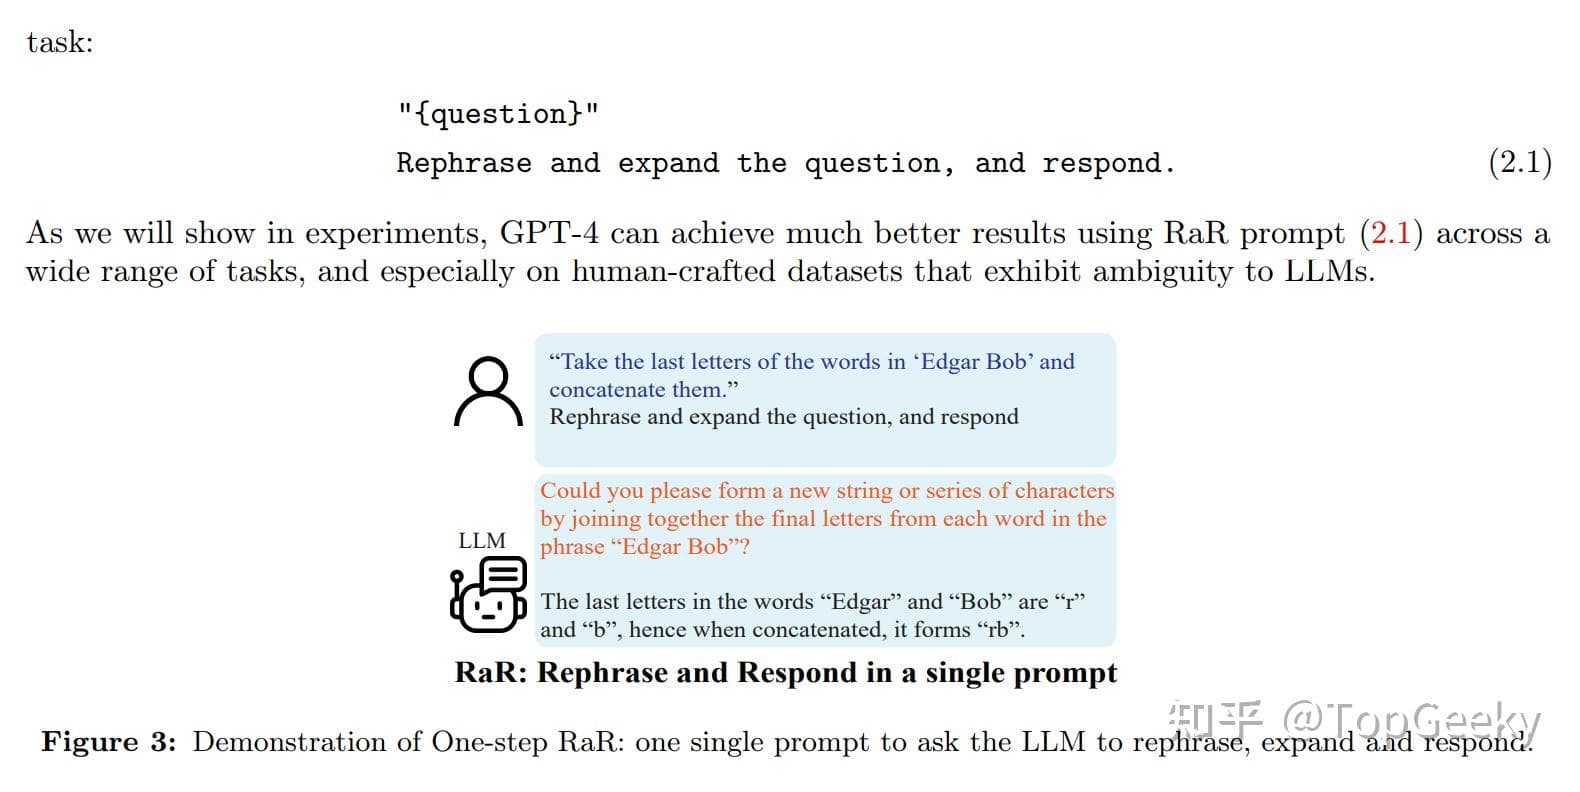 task:
"{question}"
Rephrase and expand the question, and respond.
(2.1)
As we will show in experiments, GPT-4 can achieve much better results using RaR prompt (2.1) across a
wide range of tasks, and especially on human-crafted datasets that exhibit ambiguity to LLMs.
“Take the last letters of the words in ‘Edgar Bob’ and
concatenate them.”
Rephrase and expand the question, and respond
Could you please form a new string or series of characters
by joining together the final letters from each word in the
phrase “Edgar Bob”?
LLM
The last letters in the words “Edgar” and “Bob” are “r”
and “b”, hence when concatenated, it forms “rb”.
RaR: Rephrase and Respond in a single prompt
知乎 @TopGeeky
Figure 3: Demonstration of One-step RaR: one single prompt to ask the LLM to rephrase, expand and respond.